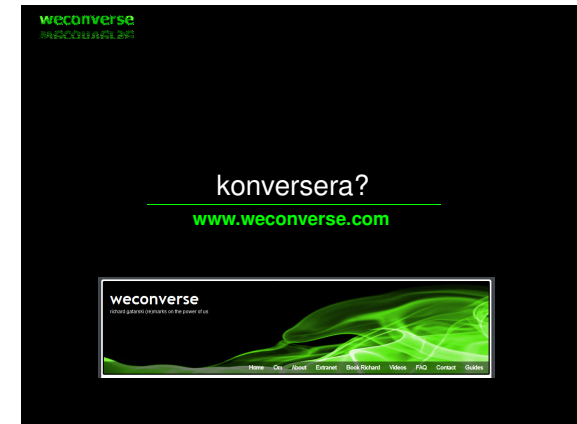 weconverse
konversera?
www.weconverse.com
weconverse
richard gatarski (re)marks on the power of us
Home Om About Extranet Book Richard Videos FAQ Contact Guides